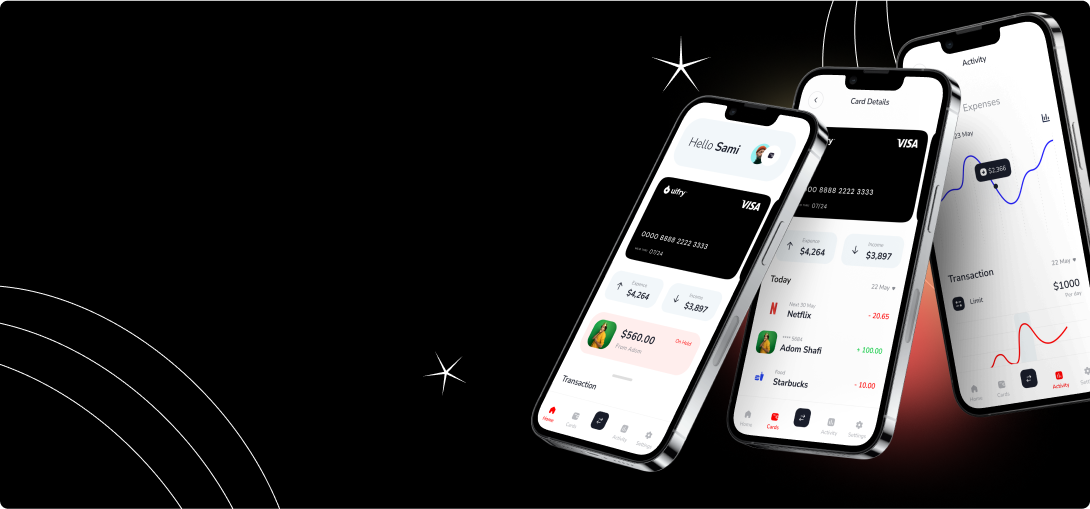 Hello Sami
uifry
VISA
0000 8888 2222 3333
07/24
Expense
$4,264
Income
$3,897
$560.00
From Adom
On Hold
Transaction
Home
Cards
Activity
Settings
Card Details
VISA
8888 2222 3333
07/24
Expense
$4,264
Income
$3,897
Today
22 May
Next 30 May
Netflix
- 20.65
Adom Shafi
+ 100.00
Food
Starbucks
- 10.00
Home
Cards
Activity
Settings
Activity
Expenses
23 May
$2,366
Transaction
22 May
Limit
$1000
Per day
Home
Cards
Activity